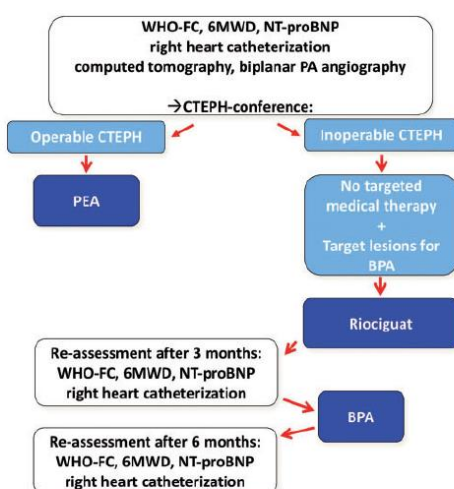 WHO-FC, 6MWD, NT-proBNP
right heart catheterization
computed tomography, biplanar PA angiography
→CTEPH-conference:
Operable CTEPH
Inoperable CTEPH
PEA
No targeted
medical therapy
+
Target lesions for
BPA
Riociguat
Re-assessment after 3 months:
WHO-FC, 6MWD, NT-proBNP
right heart catheterization
BPA
Re-assessment after 6 months:
WHO-FC, 6MWD, NT-proBNP
right heart catheterization